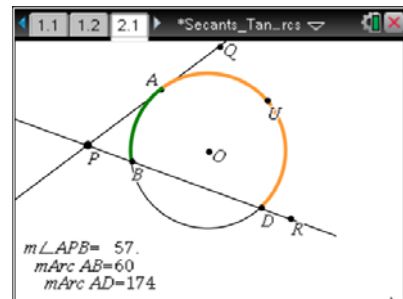 1.1 1.2 2.1 *Secants_Tan...rcs
Q
A
U
P
O
B
D
R
m∠APB= 57.
mArc AB=60
mArc AD=174